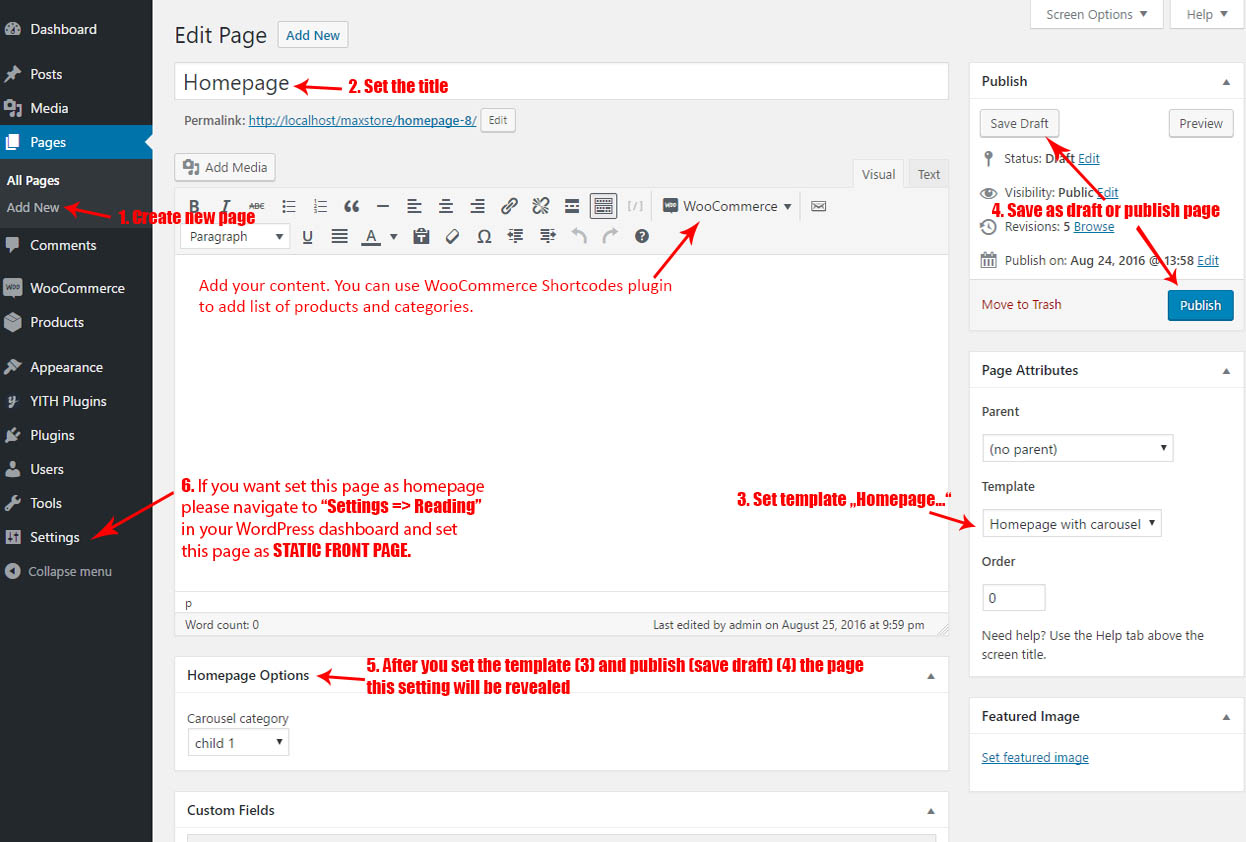 Screen Options
Help
Dashboard
Posts
Media
Pages
All Pages
Add New
Comments
WooCommerce
Products
Appearance
YITH Plugins
Plugins
Users
Tools
Settings
Collapse menu
1. Create new page
Edit Page
Add New
Homepage
2. Set the title
Permalink: http://localhost/maxstore/homepage-8/ Edit
Add Media
Visual Text
B I ABC WooCommerce
Paragraph U A Ω
Add your content. You can use WooCommerce Shortcodes plugin
to add list of products and categories.
6. If you want set this page as homepage
please navigate to “Settings => Reading”
in your WordPress dashboard and set
this page as STATIC FRONT PAGE.
p
Word count: 0
Last edited by admin on August 25, 2016 at 9:59 pm
Homepage Options
5. After you set the template (3) and publish (save draft) (4) the page
this setting will be revealed
Carousel category
child 1
Custom Fields
Publish
Save Draft
Preview
Status: Draft Edit
Visibility: Public Edit
4. Save as draft or publish page
Revisions: 5 Browse
Publish on: Aug 24, 2016 @ 13:58 Edit
Move to Trash
Publish
Page Attributes
Parent
(no parent)
Template
3. Set template „Homepage...“
Homepage with carousel
Order
0
Need help? Use the Help tab above the
screen title.
Featured Image
Set featured image